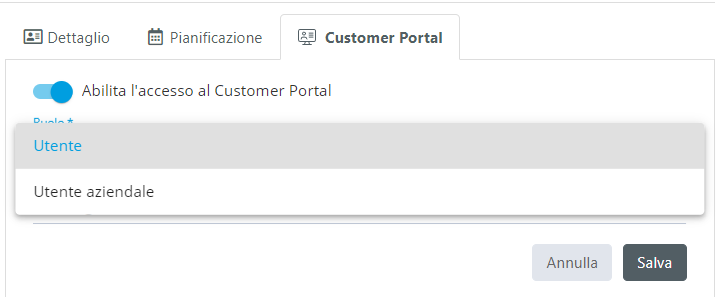 Dettaglio
Pianificazione
Customer Portal
Abilita l'accesso al Customer Portal
Ruolo *
Utente
Utente aziendale
Annulla
Salva